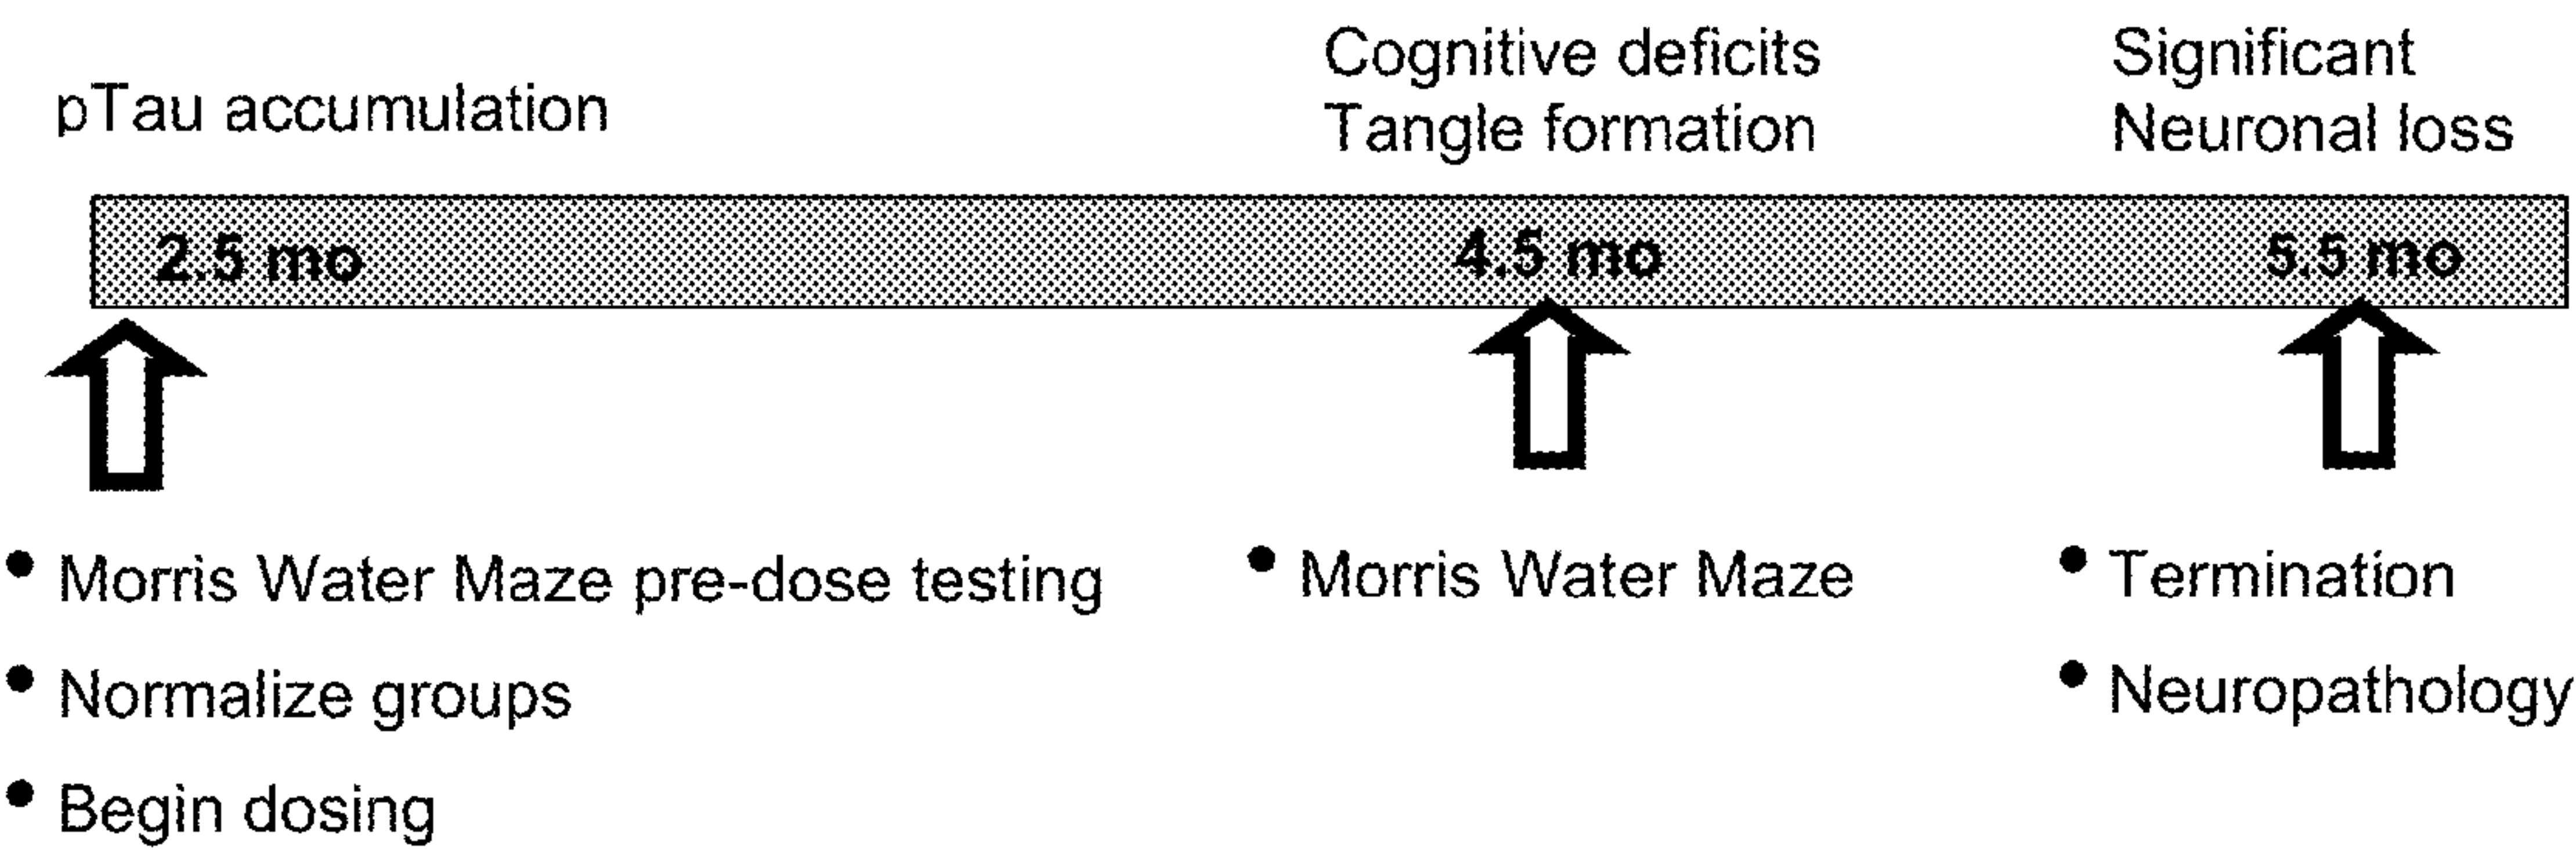 pTau accumulation
Cognitive deficits
Tangle formation
Significant
Neuronal loss
2.5 mo
4.5 mo
5.5 mo
• Morris Water Maze pre-dose testing
• Normalize groups
• Begin dosing
• Morris Water Maze
• Termination
• Neuropathology